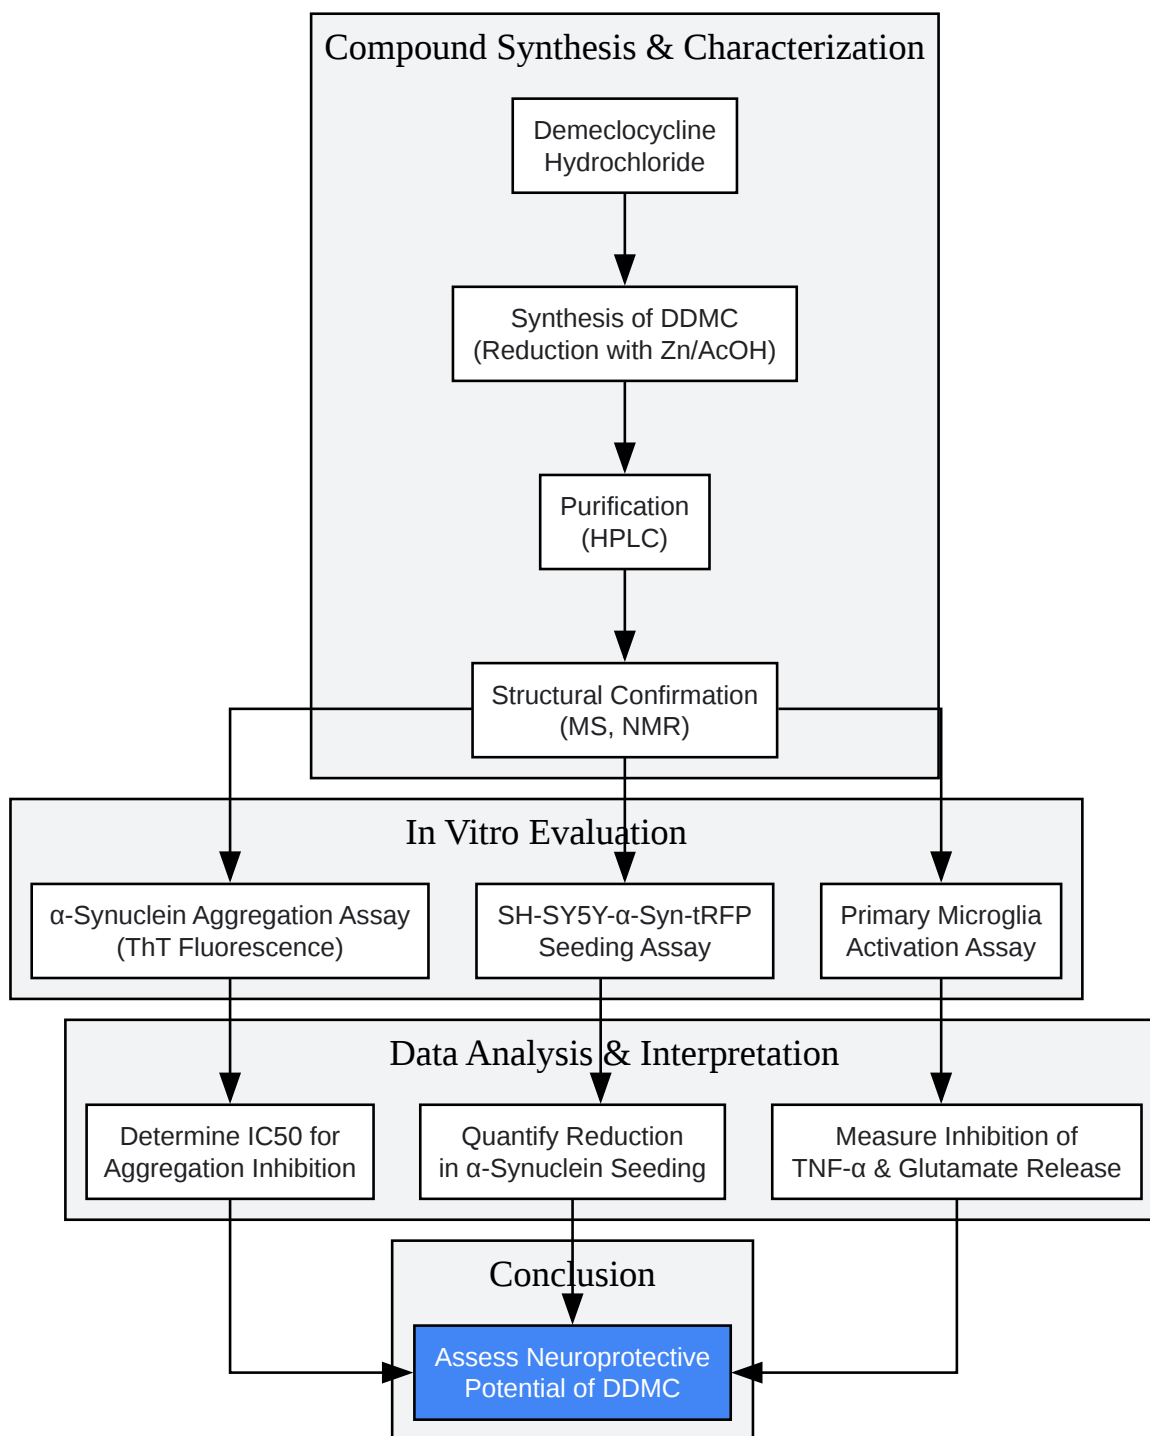 Compound Synthesis & Characterization
Demeclocycline
Hydrochloride
Synthesis of DDMC
(Reduction with Zn/AcOH)
Purification
(HPLC)
Structural Confirmation
(MS, NMR)
In Vitro Evaluation
α-Synuclein Aggregation Assay
(ThT Fluorescence)
SH-SY5Y-α-Syn-tRFP
Seeding Assay
Primary Microglia
Activation Assay
Data Analysis & Interpretation
Determine IC50 for
Aggregation Inhibition
Quantify Reduction
in α-Synuclein Seeding
Measure Inhibition of
TNF-α & Glutamate Release
Conclusion
Assess Neuroprotective
Potential of DDMC